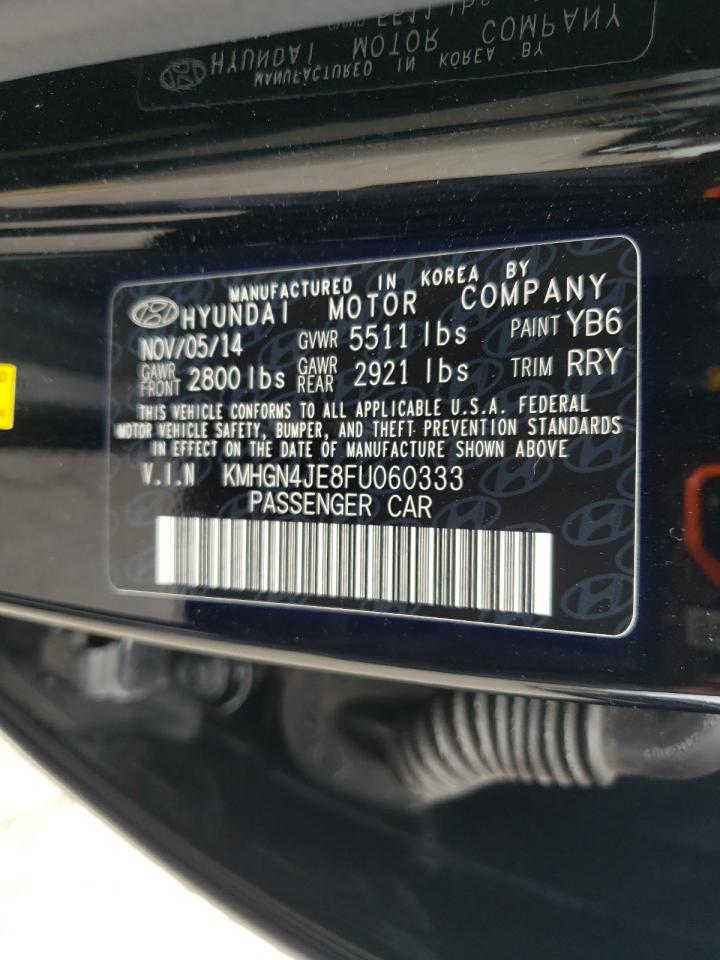 MANUFACTURED IN KOREA BY
HYUNDAI MOTOR COMPANY
NOV/05/14 GVWR 5511 lbs PAINT YB6
GAWR FRONT 2800 lbs GAWR REAR 2921 lbs TRIM RRY
THIS VEHICLE CONFORMS TO ALL APPLICABLE U.S.A. FEDERAL
MOTOR VEHICLE SAFETY, BUMPER, AND THEFT PREVENTION STANDARDS
IN EFFECT ON THE DATE OF MANUFACTURE SHOWN ABOVE
V.I.N KMHGN4JE8FU060333
PASSENGER CAR